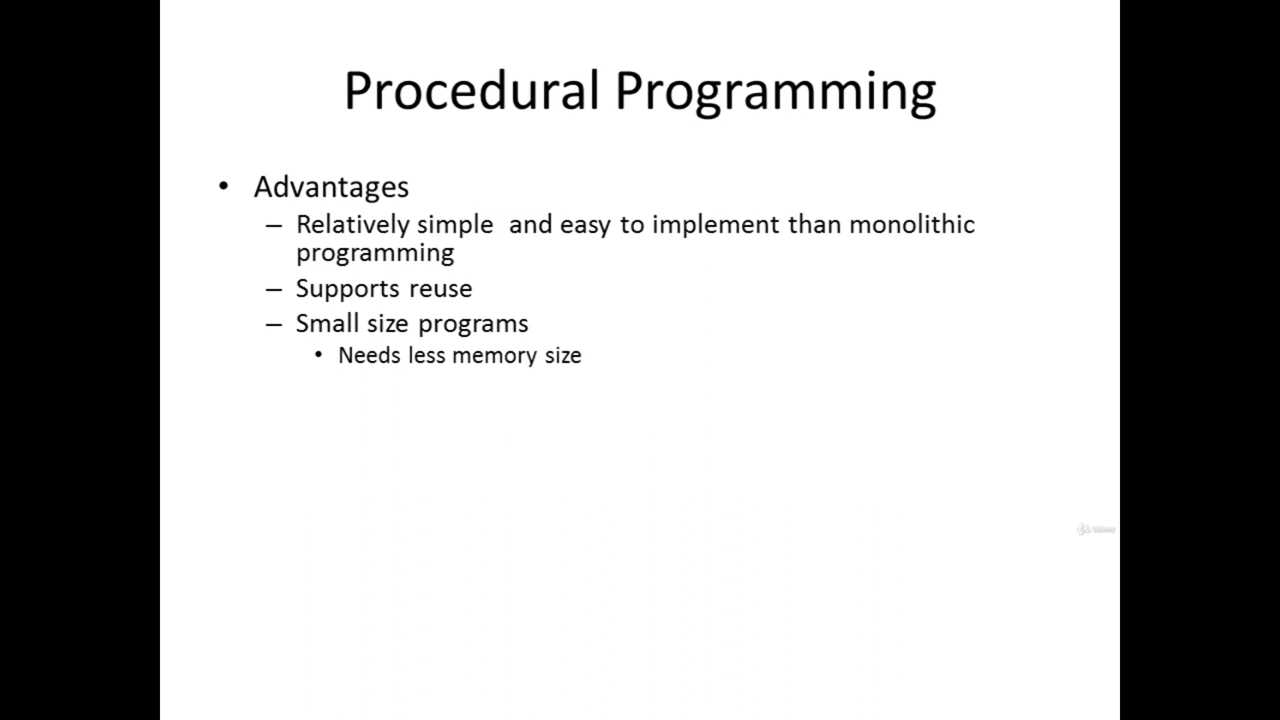 Procedural Programming
• Advantages
– Relatively simple and easy to implement than monolithic
programming
– Supports reuse
– Small size programs
• Needs less memory size
Udemy